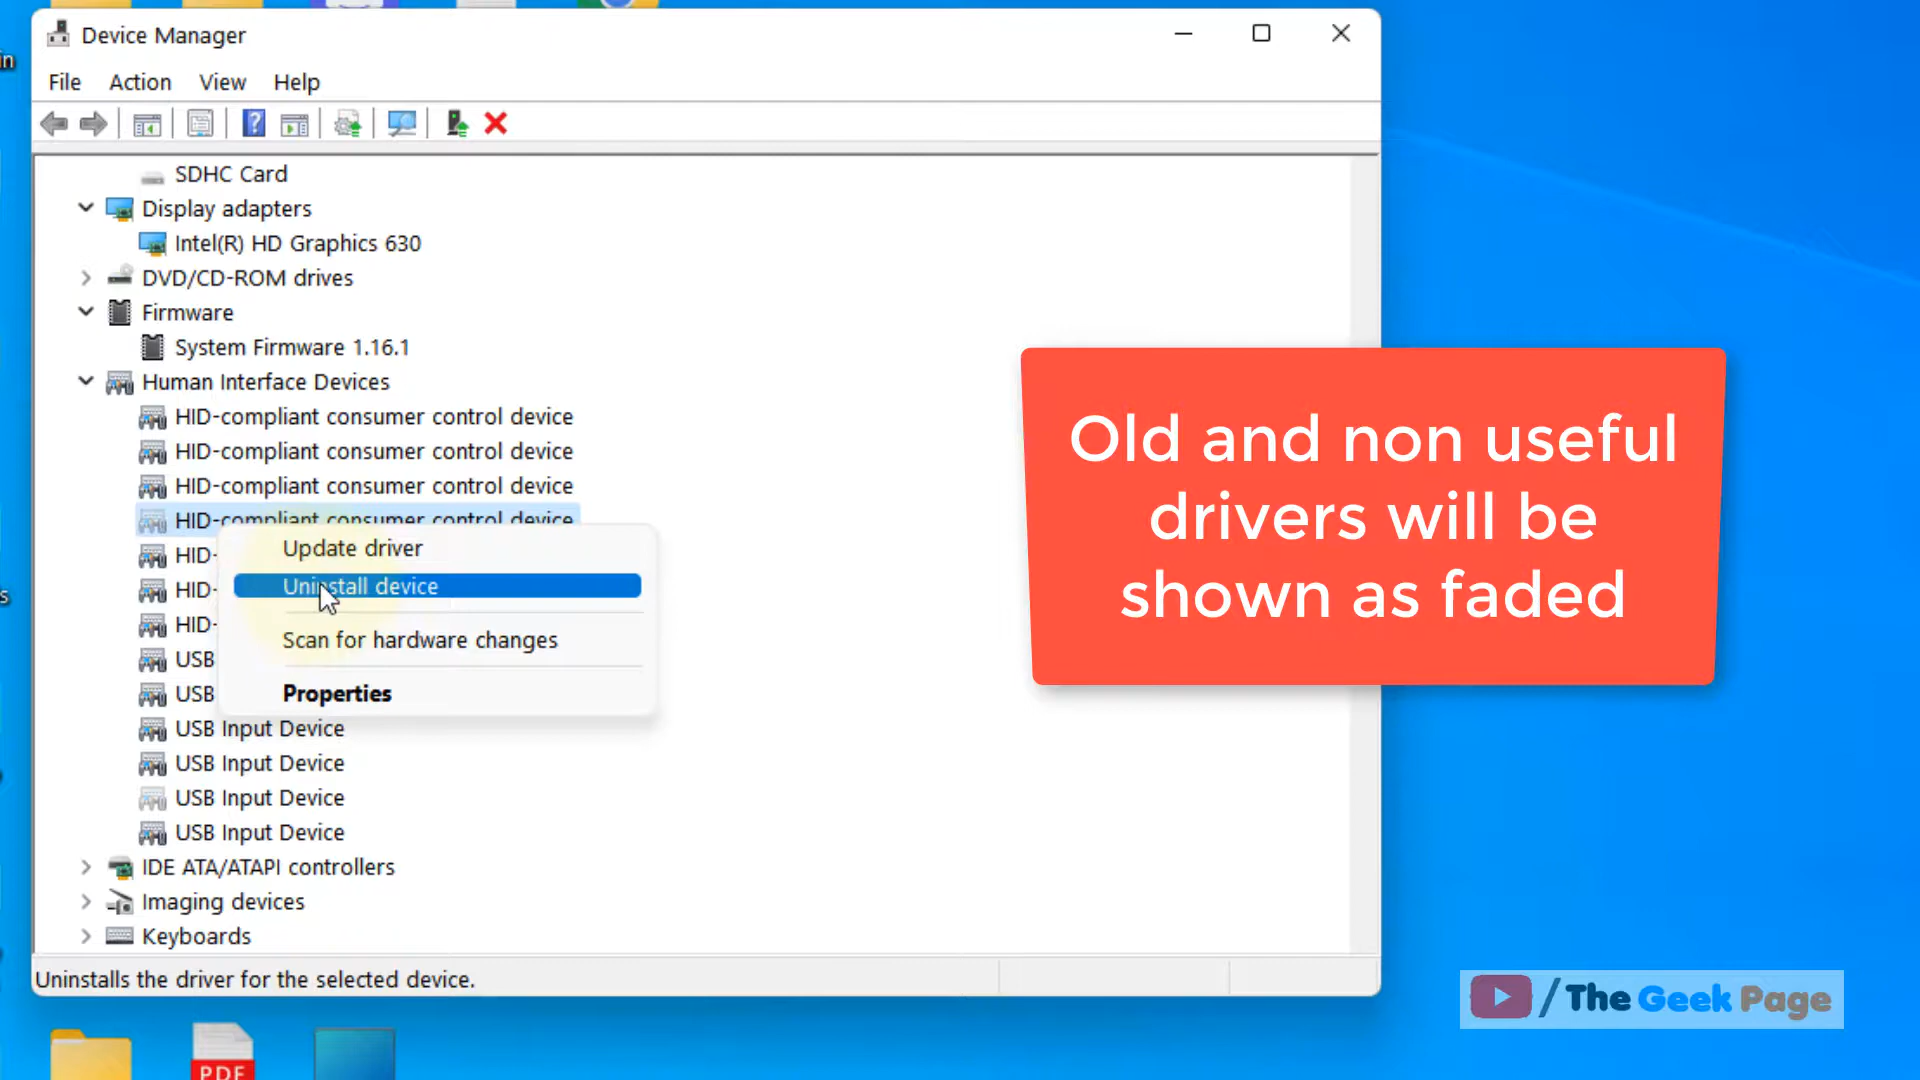 in
Device Manager
File Action View Help
SDHC Card
Display adapters
Intel(R) HD Graphics 630
DVD/CD-ROM drives
Firmware
System Firmware 1.16.1
Human Interface Devices
HID-compliant consumer control device
HID-compliant consumer control device
HID-compliant consumer control device
HID-compliant consumer control device
HID-
HID-
HID-
USB
USB
USB Input Device
USB Input Device
USB Input Device
USB Input Device
IDE ATA/ATAPI controllers
Imaging devices
Keyboards
Update driver
Uninstall device
Scan for hardware changes
Properties
Uninstalls the driver for the selected device.
Old and non useful
drivers will be
shown as faded
s
/The Geek Page
PDF